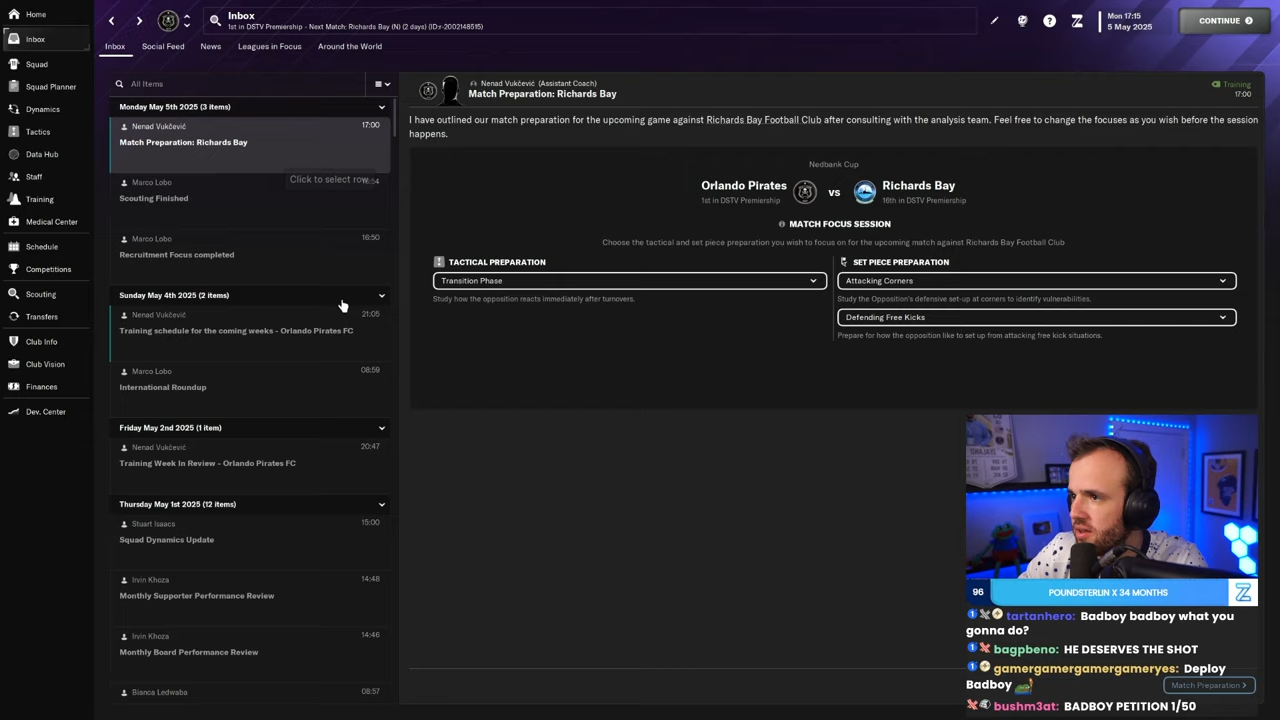 Home
Inbox
Squad
Squad Planner
Dynamics
Tactics
Data Hub
Staff
Training
Medical Center
Schedule
Competitions
Scouting
Transfers
Club Info
Club Vision
Finances
Dev. Center
Inbox
1st in DSTV Premiership - Next Match: Richards Bay (N) (2 days) (ID:z-2002148515)
Mon 17:15
5 May 2025
CONTINUE
Inbox Social Feed News Leagues in Focus Around the World
All Items
Monday May 5th 2025 (3 items)
Nenad Vukčević 17:00
Match Preparation: Richards Bay
Click to select row
Marco Lobo
Scouting Finished
Marco Lobo 16:50
Recruitment Focus completed
Sunday May 4th 2025 (2 items)
Nenad Vukčević 21:05
Training schedule for the coming weeks - Orlando Pirates FC
Marco Lobo 08:59
International Roundup
Friday May 2nd 2025 (1 item)
Nenad Vukčević 20:47
Training Week In Review - Orlando Pirates FC
Thursday May 1st 2025 (12 items)
Stuart Isaacs 15:00
Squad Dynamics Update
Irvin Khoza 14:48
Monthly Supporter Performance Review
Irvin Khoza 14:46
Monthly Board Performance Review
Bianca Ledwaba 08:57
Nenad Vukčević (Assistant Coach)
Match Preparation: Richards Bay
Training
17:00
I have outlined our match preparation for the upcoming game against Richards Bay Football Club after consulting with the analysis team. Feel free to change the focuses as you wish before the session
happens.
Nedbank Cup
Orlando Pirates vs Richards Bay
1st in DSTV Premiership 16th in DSTV Premiership
MATCH FOCUS SESSION
Choose the tactical and set piece preparation you wish to focus on for the upcoming match against Richards Bay Football Club
TACTICAL PREPARATION
Transition Phase
Study how the opposition reacts immediately after turnovers.
SET PIECE PREPARATION
Attacking Corners
Study the Opposition's defensive set-up at corners to identify vulnerabilities.
Defending Free Kicks
Prepare for how the opposition like to set up from attacking free kick situations.
96 POUNDSTERLIN X 34 MONTHS
tartanhero: Badboy badboy what you
gonna do?
bagpbeno: HE DESERVES THE SHOT
gamergamergamergameryes: Deploy
Badboy
bushm3at: BADBOY PETITION 1/50
Match Preparation >